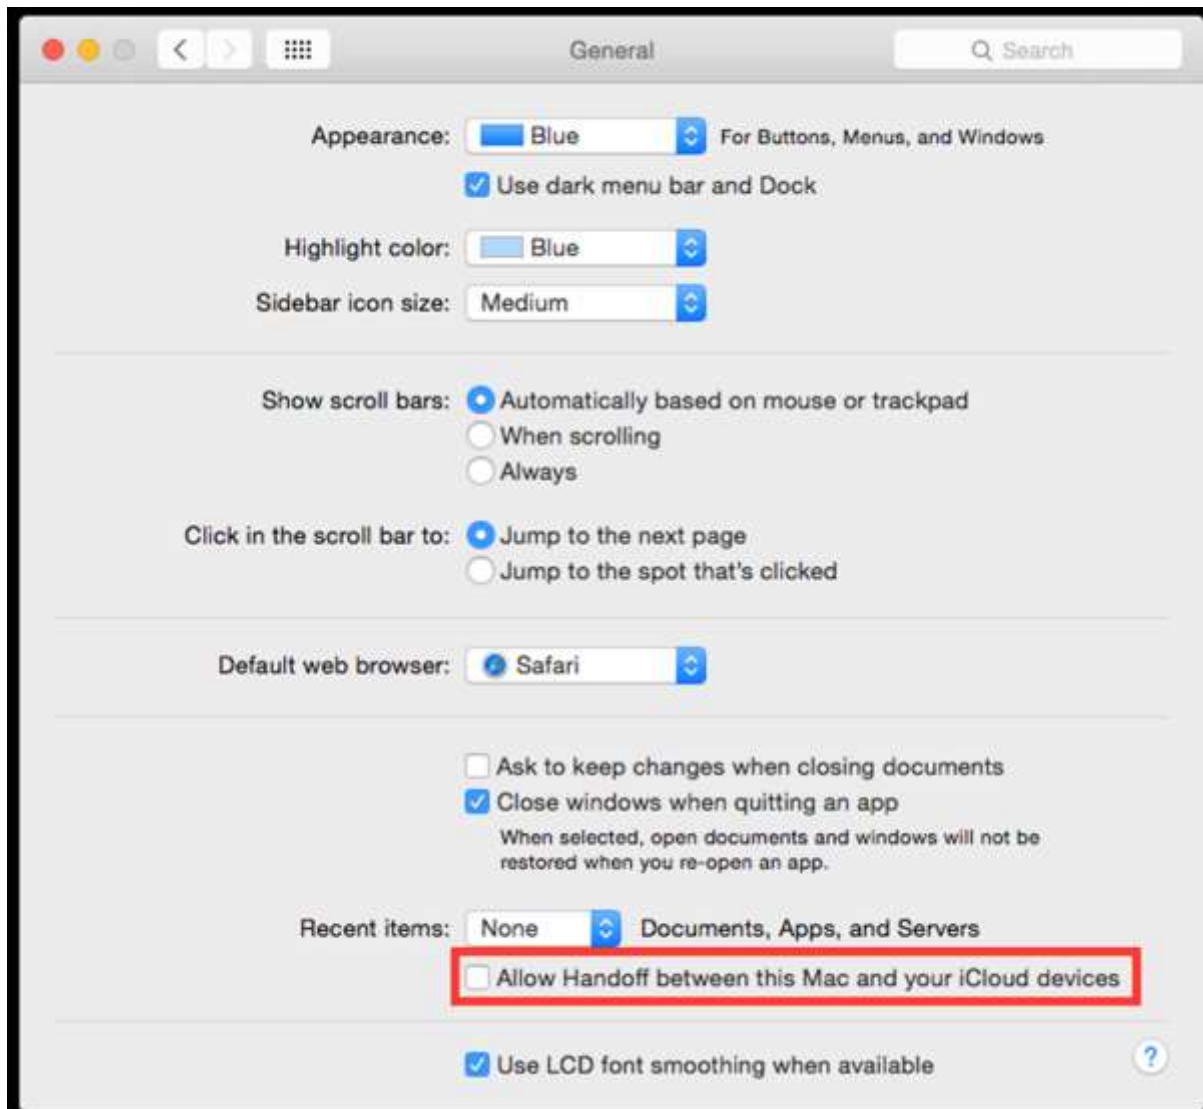 General
Search
Appearance: Blue For Buttons, Menus, and Windows
Use dark menu bar and Dock
Highlight color: Blue
Sidebar icon size: Medium
Show scroll bars: Automatically based on mouse or trackpad
When scrolling
Always
Click in the scroll bar to: Jump to the next page
Jump to the spot that's clicked
Default web browser: Safari
Ask to keep changes when closing documents
Close windows when quitting an app
When selected, open documents and windows will not be
restored when you re-open an app.
Recent items: None Documents, Apps, and Servers
Allow Handoff between this Mac and your iCloud devices
Use LCD font smoothing when available
?